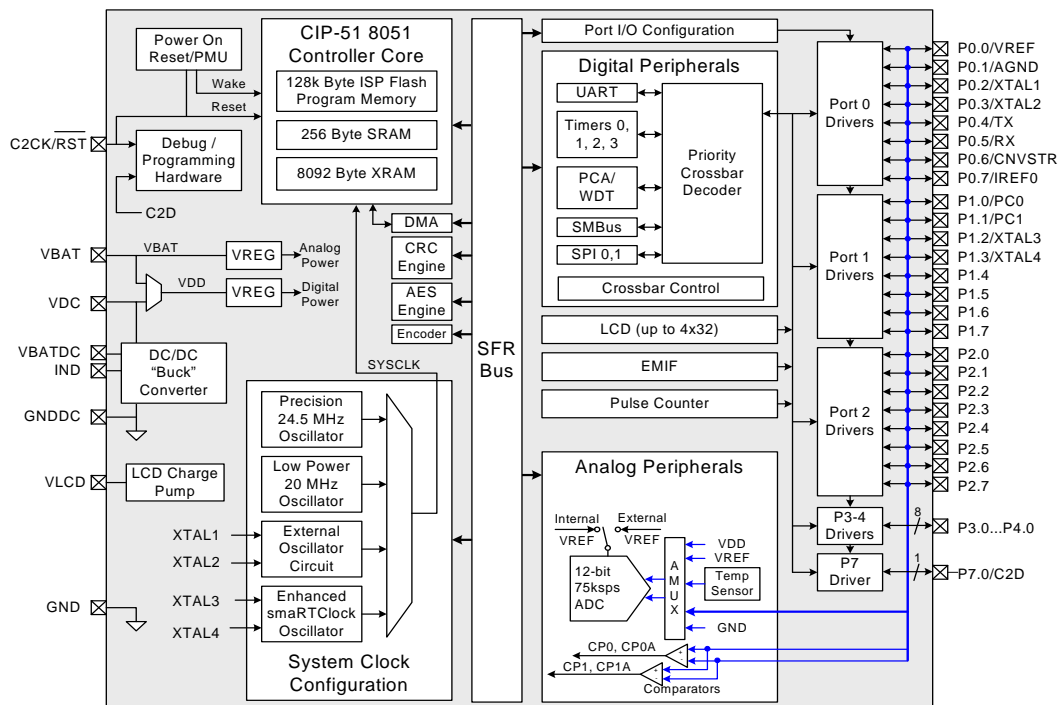 Power On
Reset/PMU
Wake
Reset
C2CK/RST
Debug /
Programming
Hardware
C2D
CIP-51 8051
Controller Core
128k Byte ISP Flash
Program Memory
256 Byte SRAM
8092 Byte XRAM
DMA
CRC
Engine
AES
Engine
Encoder
VBAT
VBAT
VREG
Analog
Power
VDC
VDD
VREG
Digital
Power
VBATDC
IND
DC/DC
"Buck"
Converter
GNDDC
VLCD
LCD Charge
Pump
GND
SYSCLK
Precision
24.5 MHz
Oscillator
Low Power
20 MHz
Oscillator
XTAL1
XTAL2
External
Oscillator
Circuit
XTAL3
XTAL4
Enhanced
smaRTClock
Oscillator
System Clock
Configuration
SFR
Bus
Port I/O Configuration
Digital Peripherals
UART
Timers 0,
1, 2, 3
PCA/
WDT
SMBus
SPI 0,1
Priority
Crossbar
Decoder
Crossbar Control
LCD (up to 4x32)
EMIF
Pulse Counter
Analog Peripherals
Internal
VREF
External
VREF
12-bit
75ksps
ADC
A
M
U
X
VDD
VREF
Temp
Sensor
GND
CP0, CP0A
+
-
CP1, CP1A
+
-
Comparators
Port 0
Drivers
Port 1
Drivers
Port 2
Drivers
P3-4
Drivers
P7
Driver
P0.0/VREF
P0.1/AGND
P0.2/XTAL1
P0.3/XTAL2
P0.4/TX
P0.5/RX
P0.6/CNVSTR
P0.7/IREF0
P1.0/PC0
P1.1/PC1
P1.2/XTAL3
P1.3/XTAL4
P1.4
P1.5
P1.6
P1.7
P2.0
P2.1
P2.2
P2.3
P2.4
P2.5
P2.6
P2.7
8
P3.0...P4.0
1
P7.0/C2D